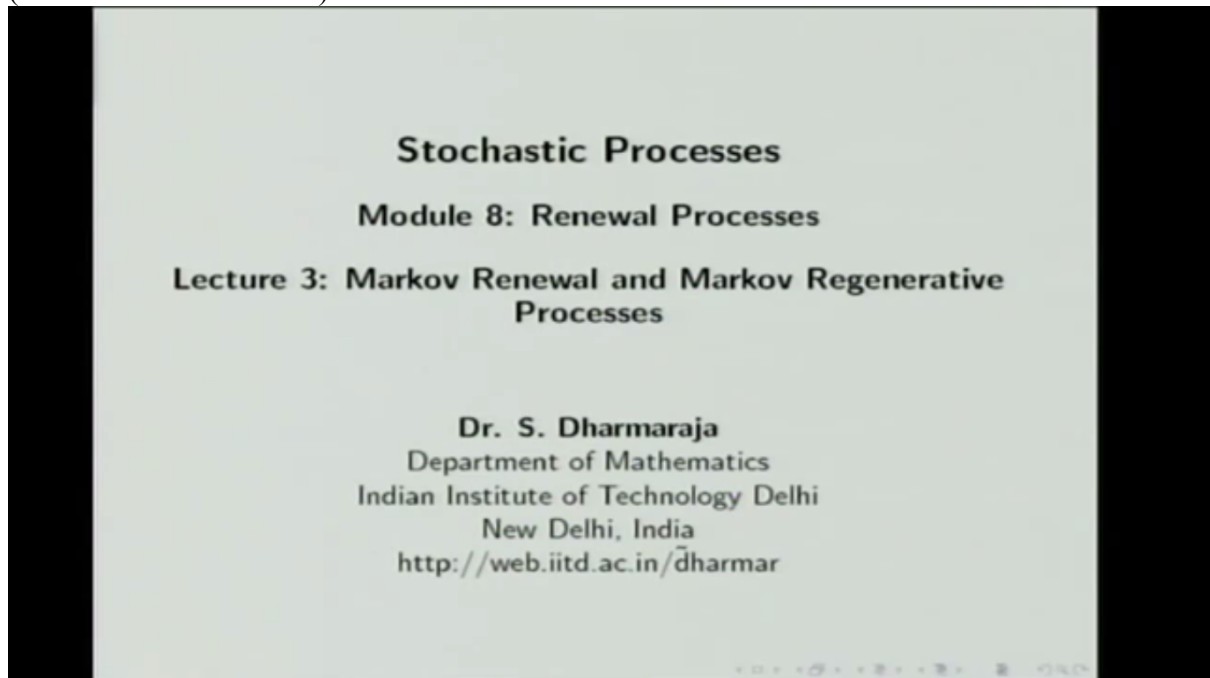 Stochastic Processes
Module 8: Renewal Processes
Lecture 3: Markov Renewal and Markov Regenerative
Processes
Dr. S. Dharmaraja
Department of Mathematics
Indian Institute of Technology Delhi
New Delhi, India
http://web.iitd.ac.in/d̃harmar